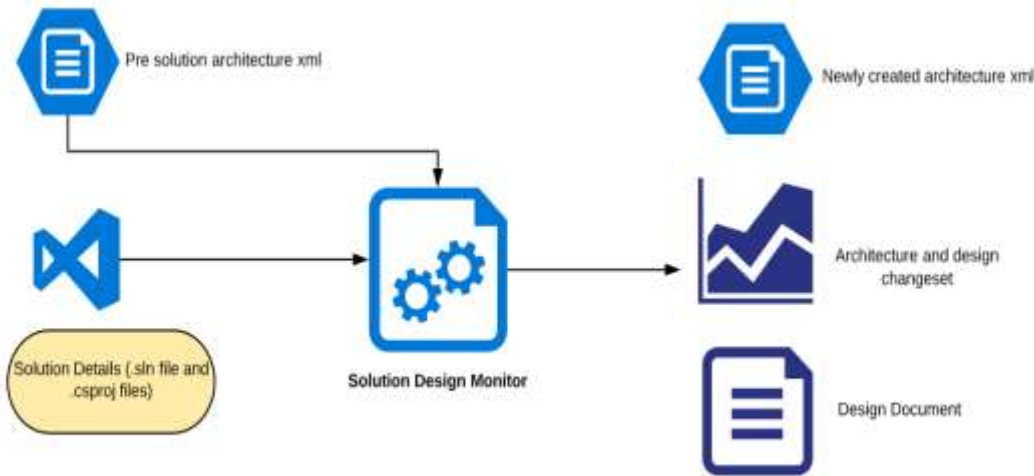 Pre solution architecture xml
Newly created architecture xml
Architecture and design
changeset
Solution Details (.sln file and
.csproj files)
Solution Design Monitor
Design Document